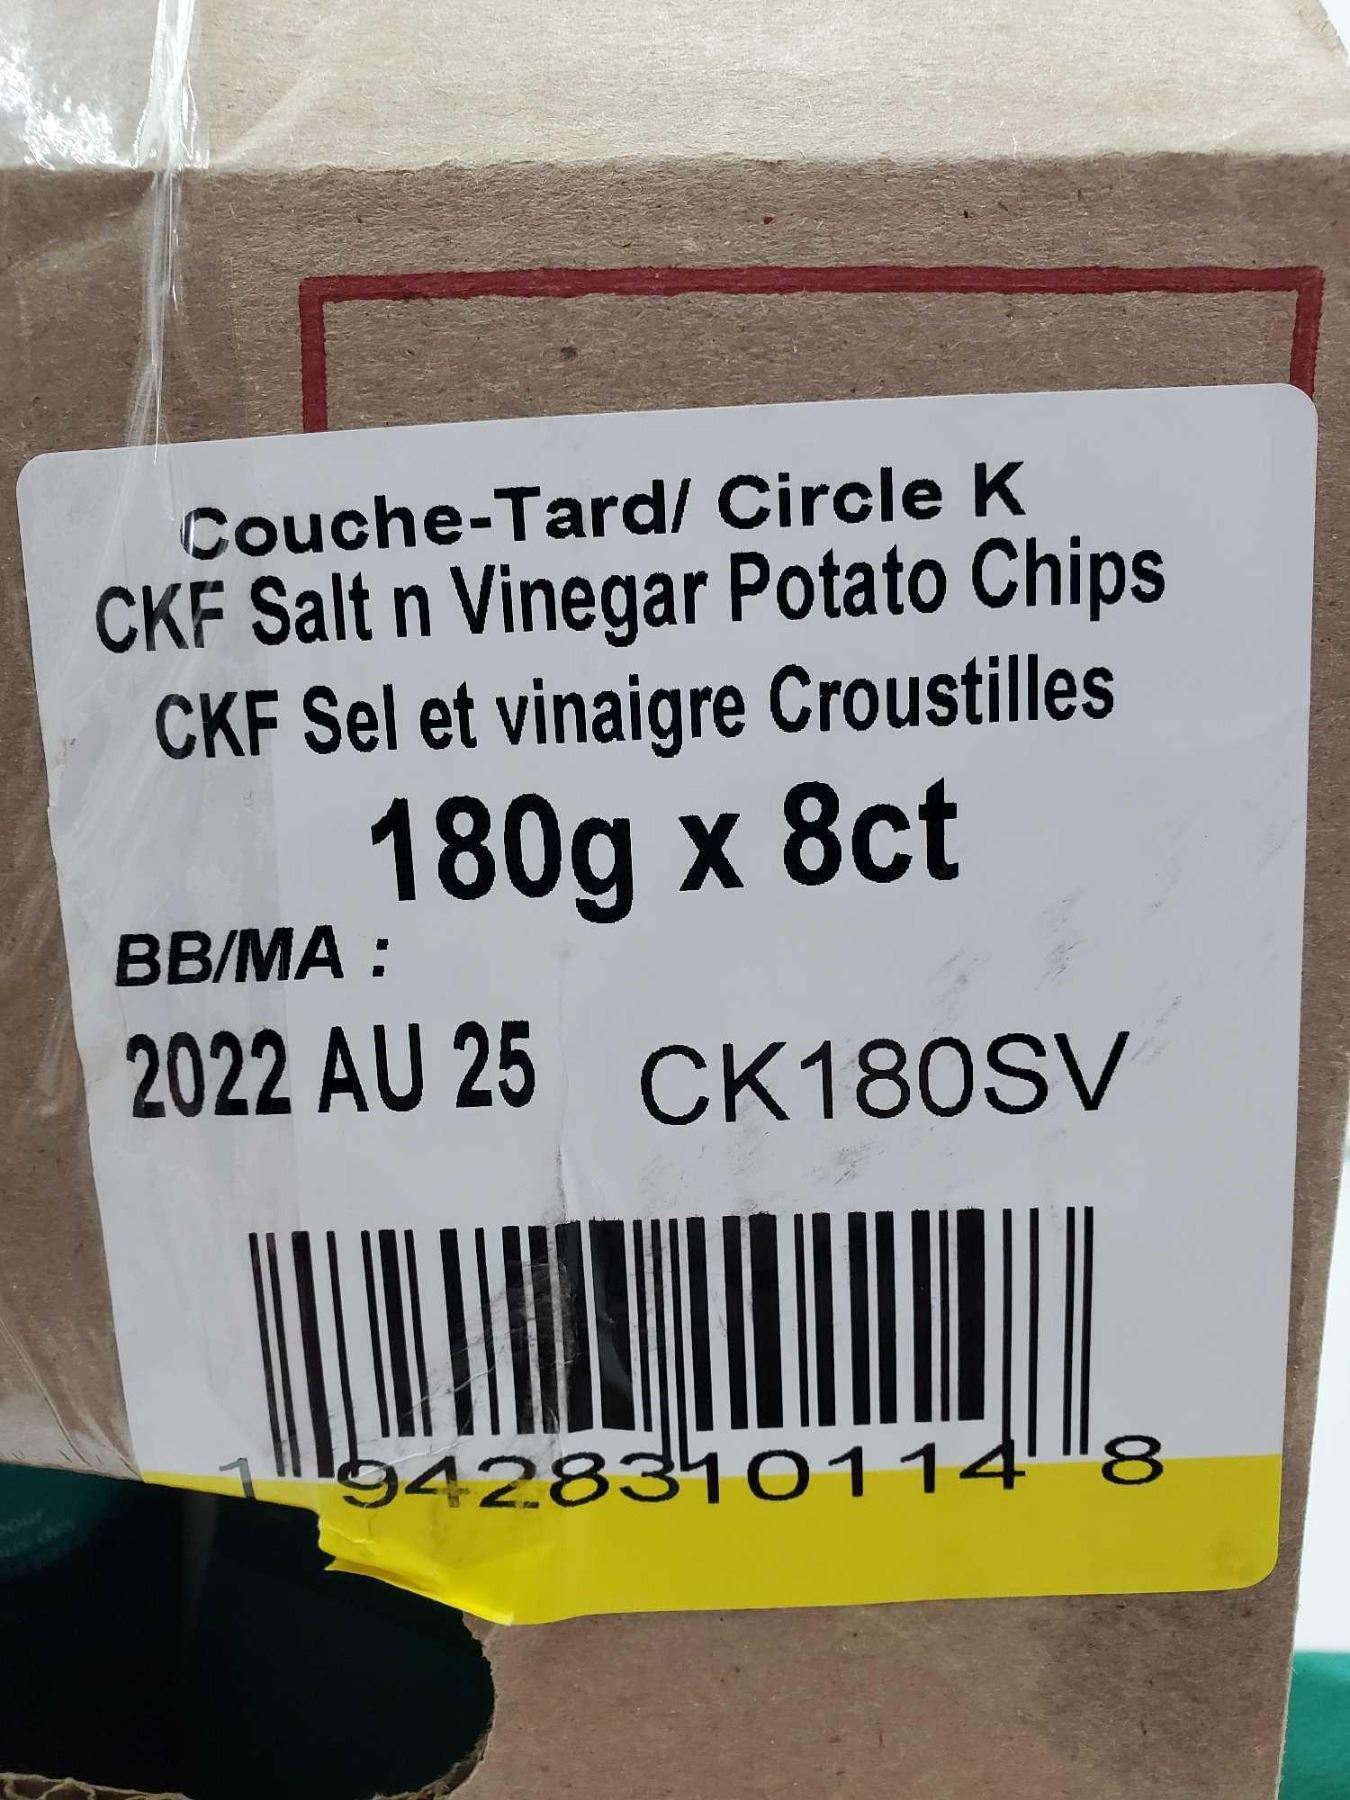 Couche-Tard/ Circle K
CKF Salt n Vinegar Potato Chips
CKF Sel et vinaigre Croustilles
180g x 8ct
BB/MA :
2022 AU 25 CK180SV
1 94283 10114 8